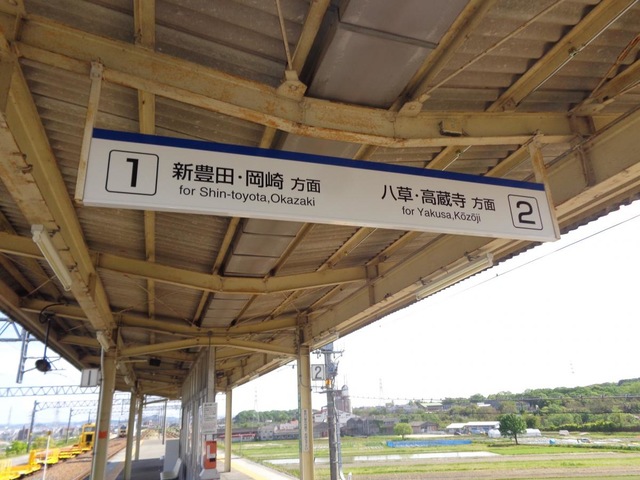 1 新豊田・岡崎 方面
for Shin-toyota,Okazaki
八草・高蔵寺 方面 2
for Yakusa,Kōzōji
2